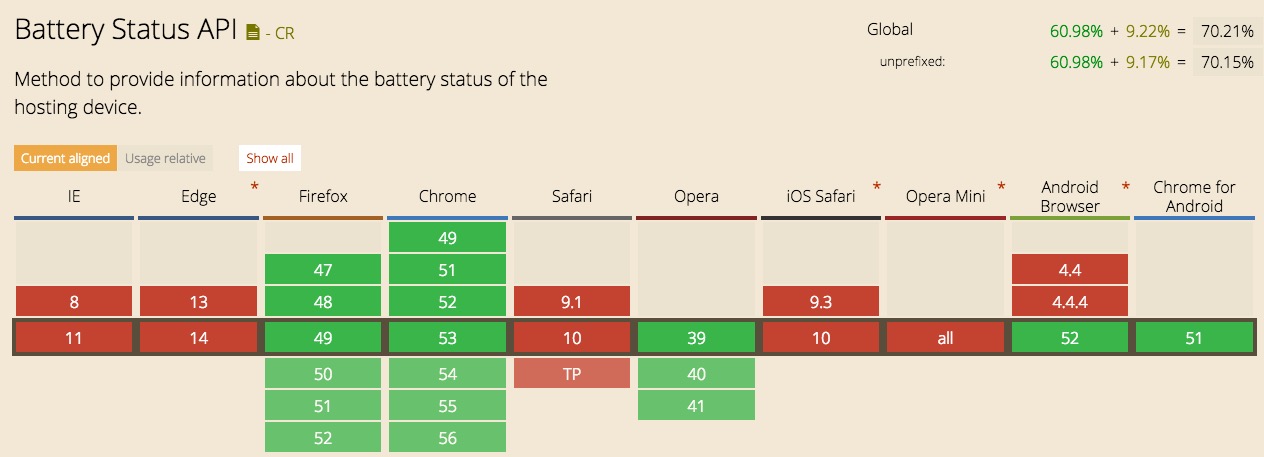 Battery Status API - CR
Global 60.98% + 9.22% = 70.21%
unprefixed: 60.98% + 9.17% = 70.15%
Method to provide information about the battery status of the
hosting device.
Current aligned Usage relative Show all
IE Edge * Firefox Chrome Safari Opera iOS Safari * Opera Mini * Android Browser * Chrome for Android
49
47 51 4.4
8 13 48 52 9.1 9.3 4.4.4
11 14 49 53 10 39 10 all 52 51
50 54 TP 40
51 55 41
52 56